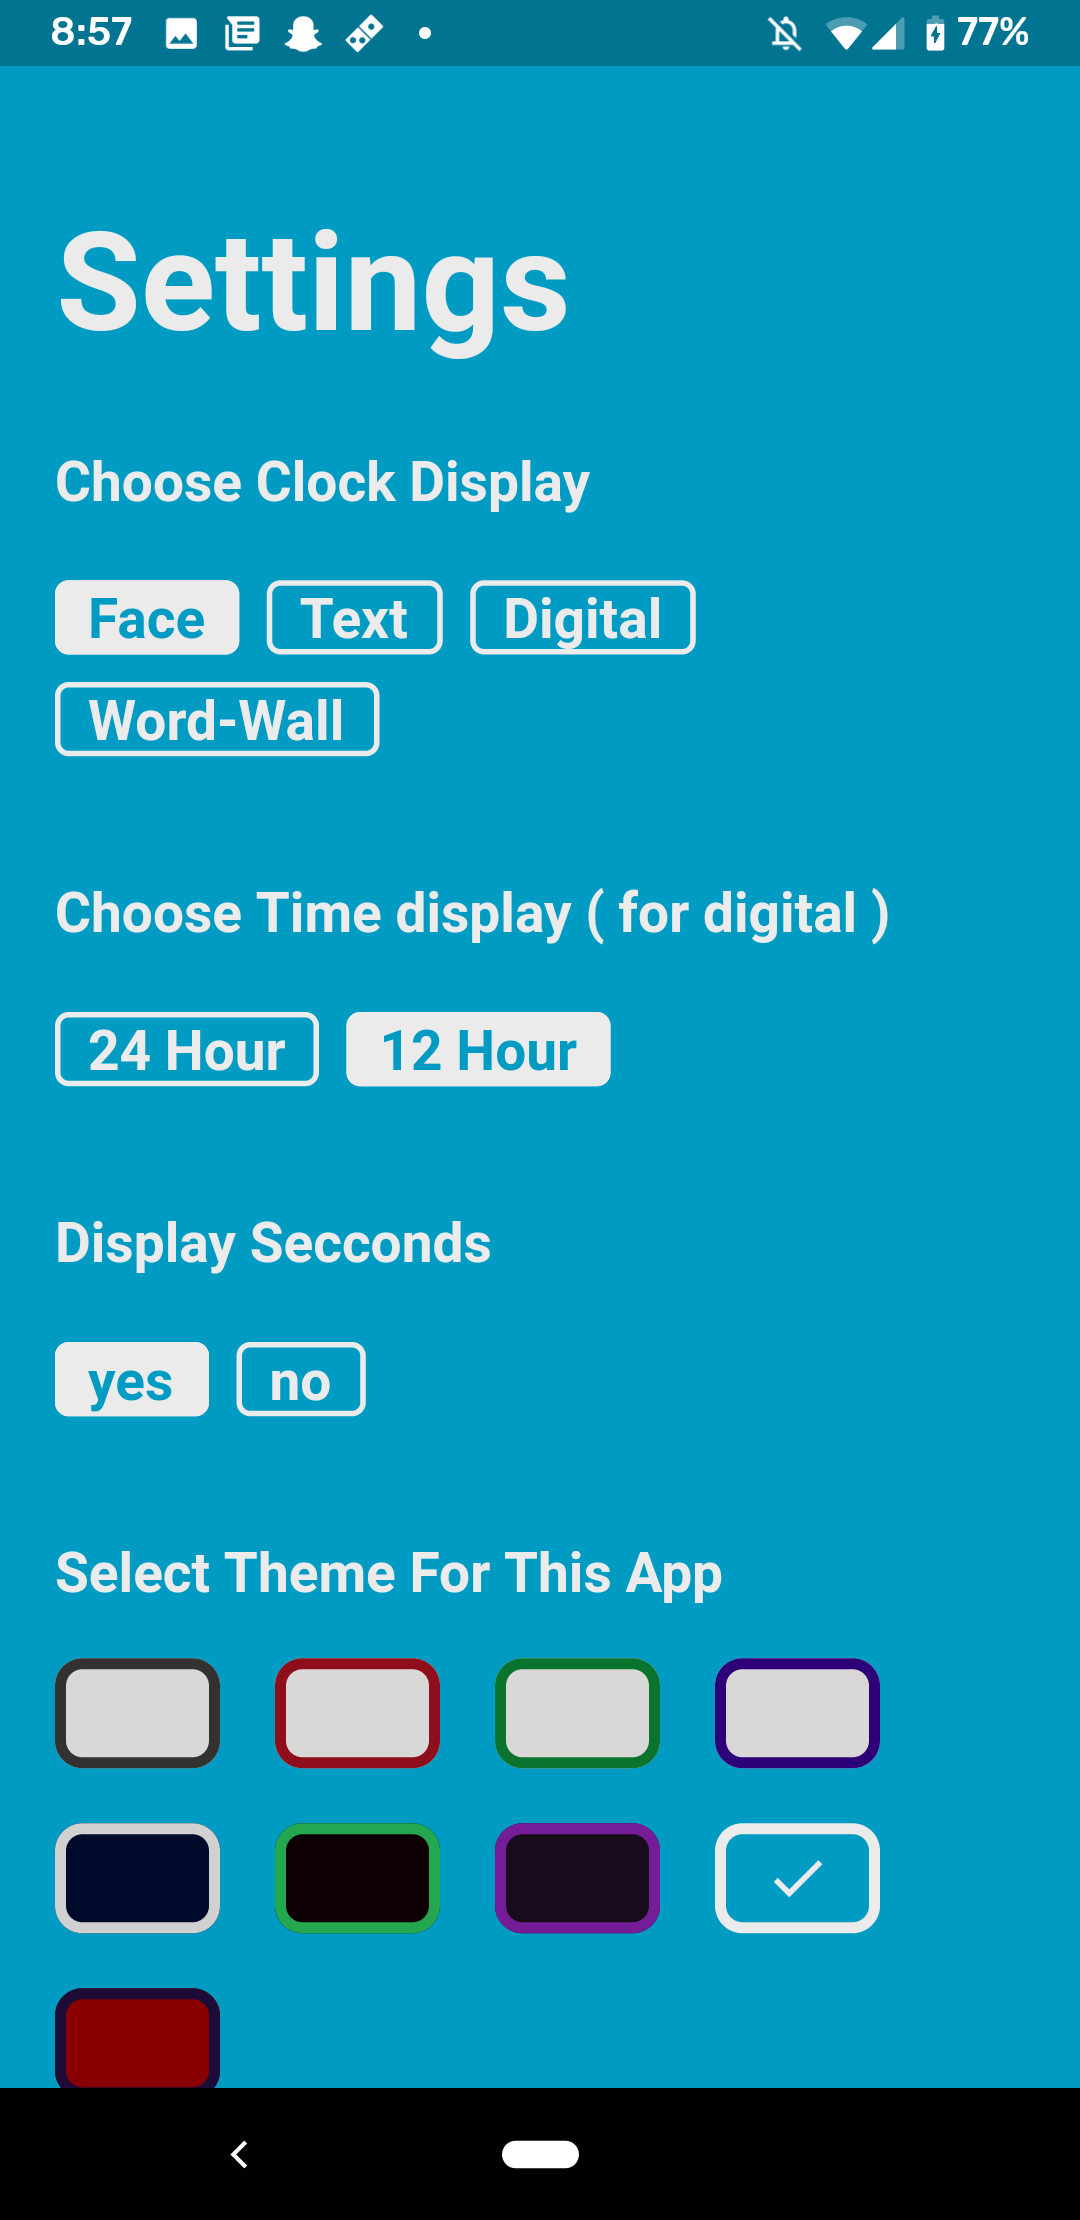 8:57 77%
Settings
Choose Clock Display
Face Text Digital
Word-Wall
Choose Time display ( for digital )
24 Hour 12 Hour
Display Secconds
yes no
Select Theme For This App